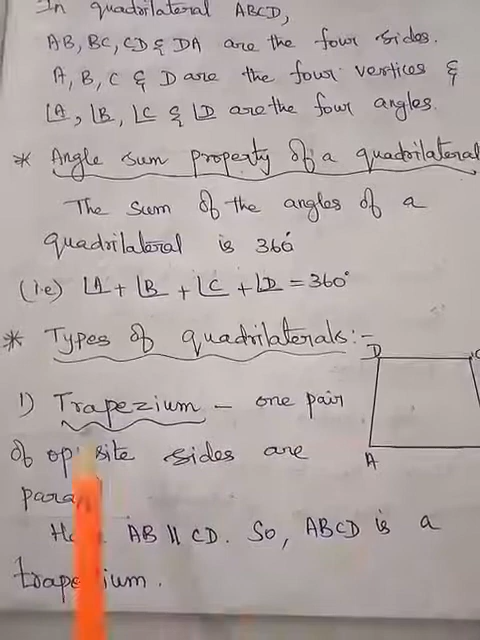 In quadrilateral ABCD,
AB, BC, CD & DA are the four sides.
A, B, C & D are the four vertices &
∠A, ∠B, ∠C & ∠D are the four angles.
* Angle sum property of a quadrilateral
The sum of the angles of a
quadrilateral is 360°
(i.e) ∠A + ∠B + ∠C + ∠D = 360°
* Types of quadrilaterals:-
D
1) Trapezium - one pair
of opposite sides are
A
AB || CD. So, ABCD is a
trapezium.